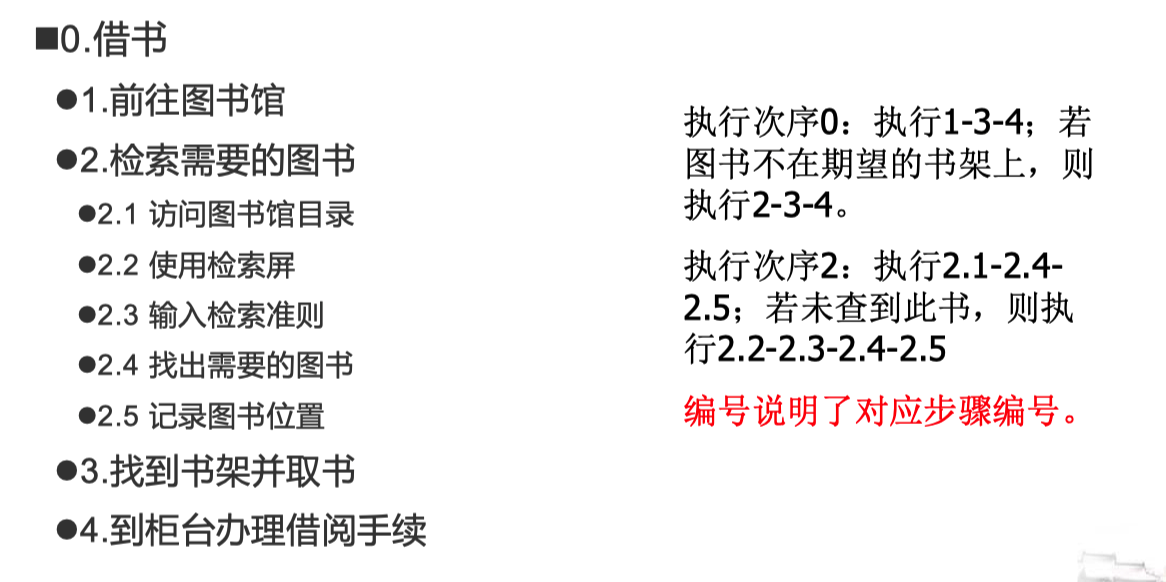 ■0.借书
●1.前往图书馆
●2.检索需要的图书
●2.1 访问图书馆目录
●2.2 使用检索屏
●2.3 输入检索准则
●2.4 找出需要的图书
●2.5 记录图书位置
●3.找到书架并取书
●4.到柜台办理借阅手续
执行次序0：执行1-3-4；若
图书不在期望的书架上，则
执行2-3-4。
执行次序2：执行2.1-2.4-
2.5；若未查到此书，则执
行2.2-2.3-2.4-2.5
编号说明了对应步骤编号。